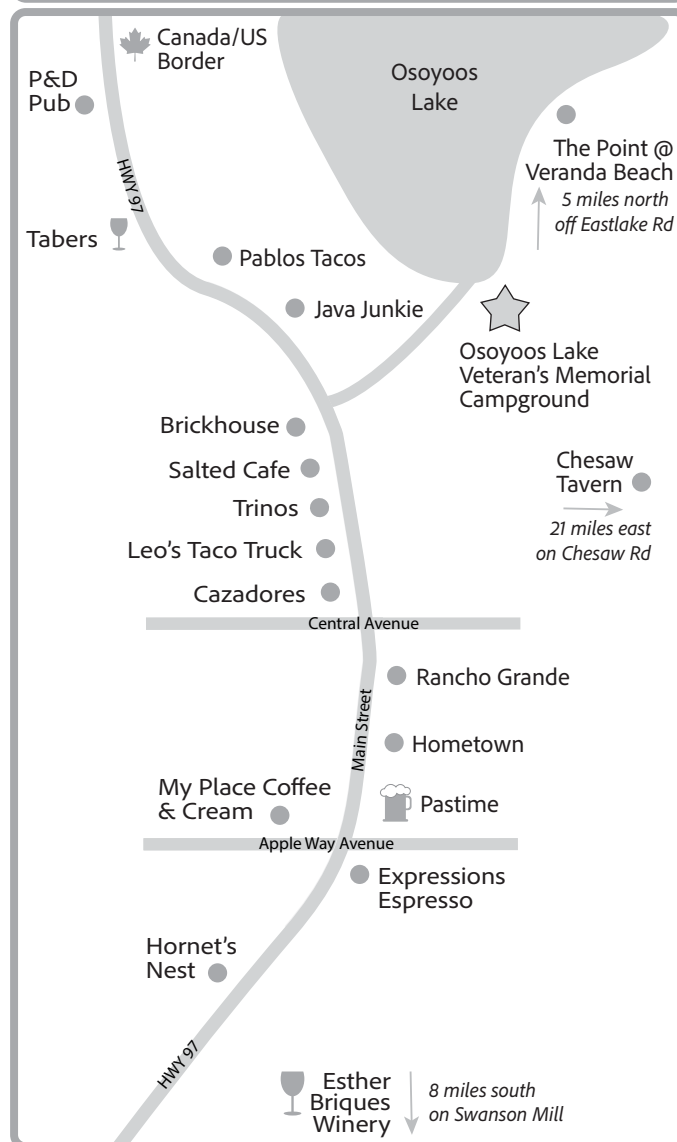 Canada/US
Border
Osoyoos
Lake
P&D
Pub
The Point @
Veranda Beach
5 miles north
off Eastlake Rd
HWY 97
Tabers
Pablos Tacos
Java Junkie
Osoyoos Lake
Veteran's Memorial
Campground
Brickhouse
Salted Cafe
Chesaw
Tavern
21 miles east
on Chesaw Rd
Trinos
Leo's Taco Truck
Cazadores
Central Avenue
Rancho Grande
Main Street
Hometown
My Place Coffee
& Cream
Pastime
Apple Way Avenue
Expressions
Espresso
Hornet's
Nest
HWY 97
Esther
Briques
Winery
8 miles south
on Swanson Mill